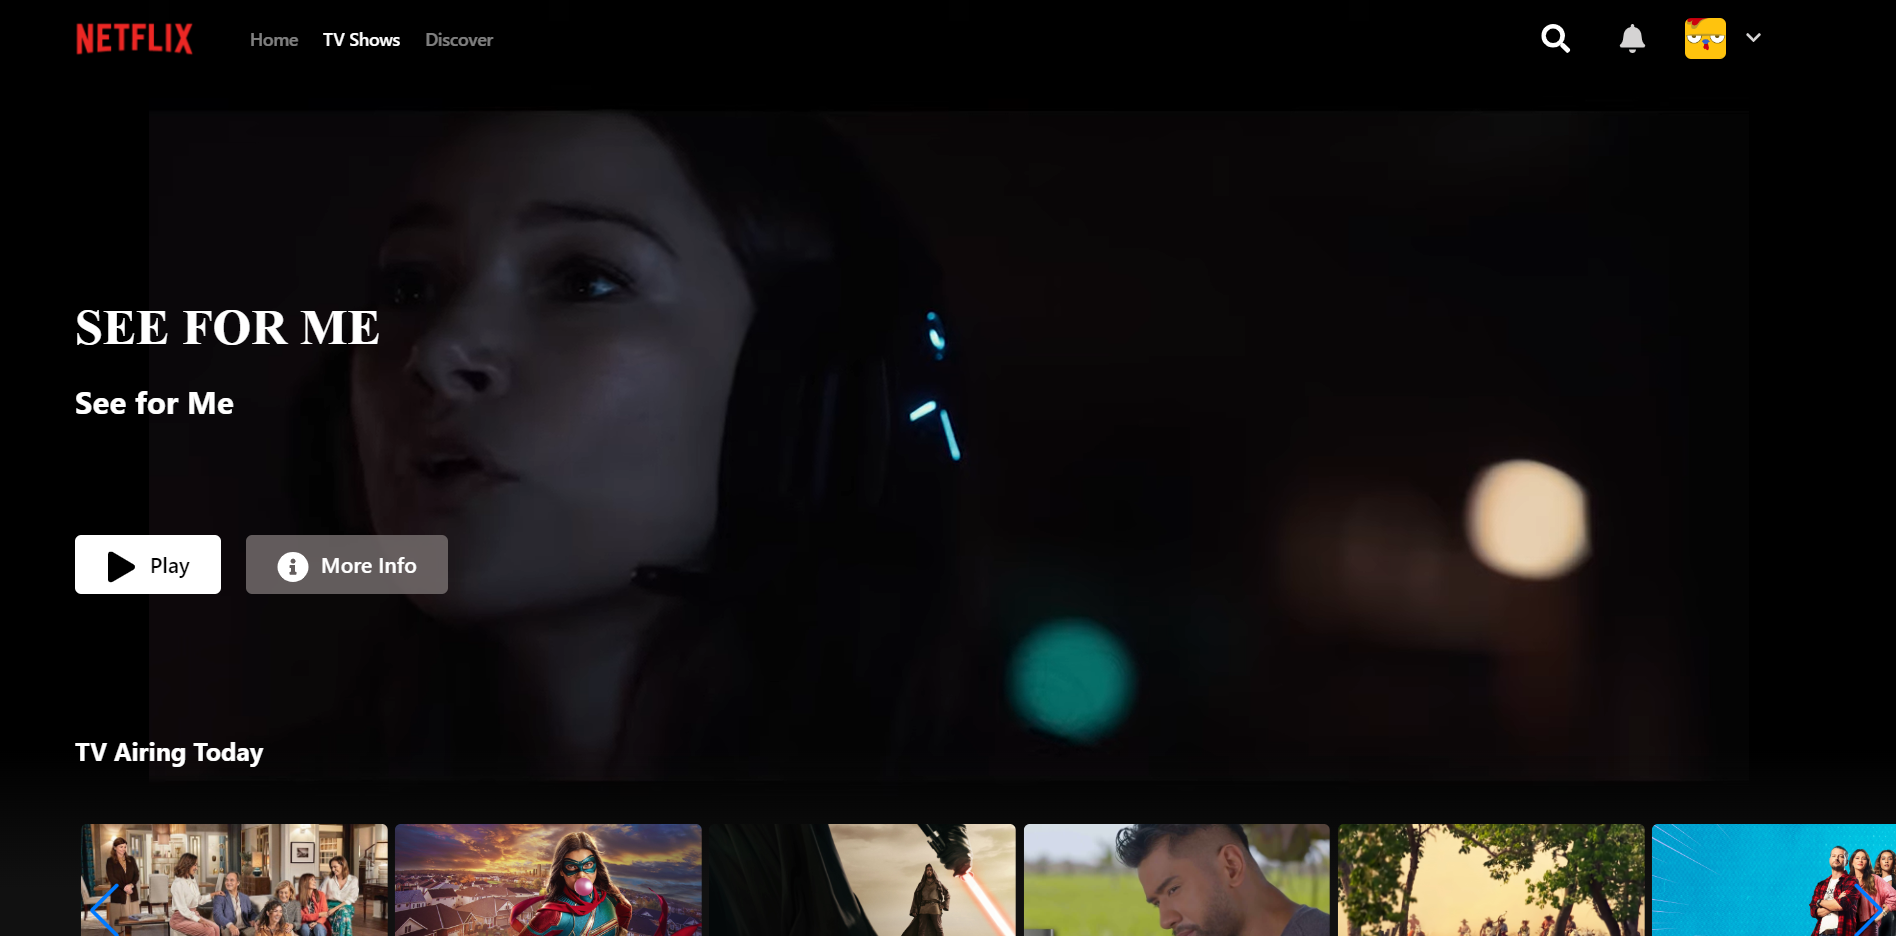 NETFLIX
Home TV Shows Discover
SEE FOR ME
See for Me
Play More Info
TV Airing Today